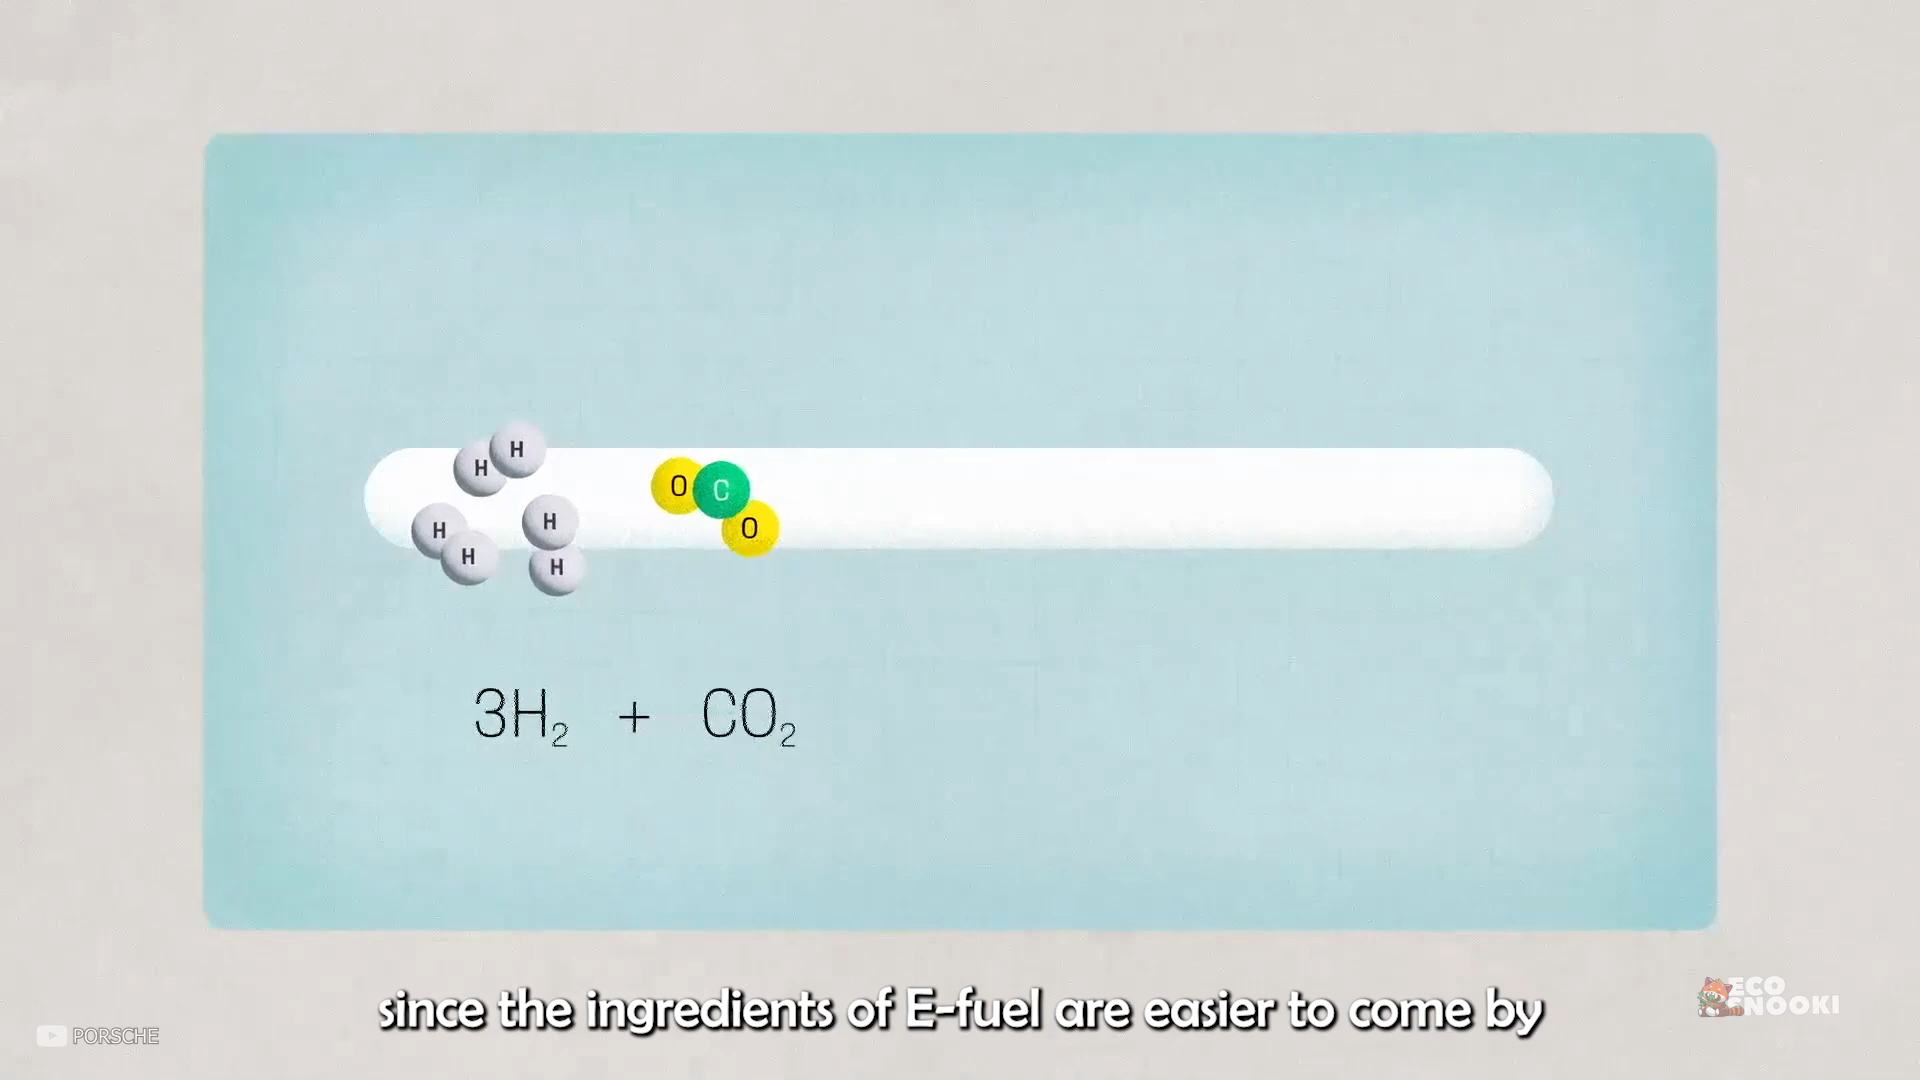 H H
O C
H H
H O
H H
3H₂ + CO₂
since the ingredients of E-fuel are easier to come by
PORSCHE
ECO
SNOOKI